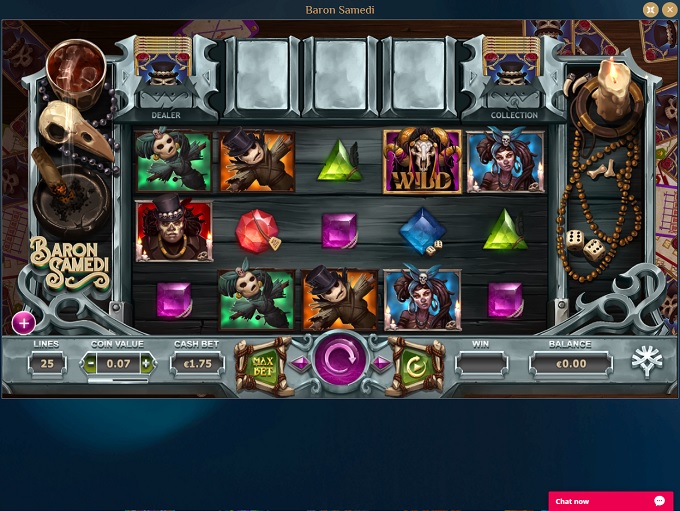 Baron Samedi
DEALER
COLLECTION
WILD
BARON
SAMEDI
LINES
COIN VALUE
CASH BET
WIN
BALANCE
25
- 0.07 +
€1.75
MAX
BET
€0.00
Chat now